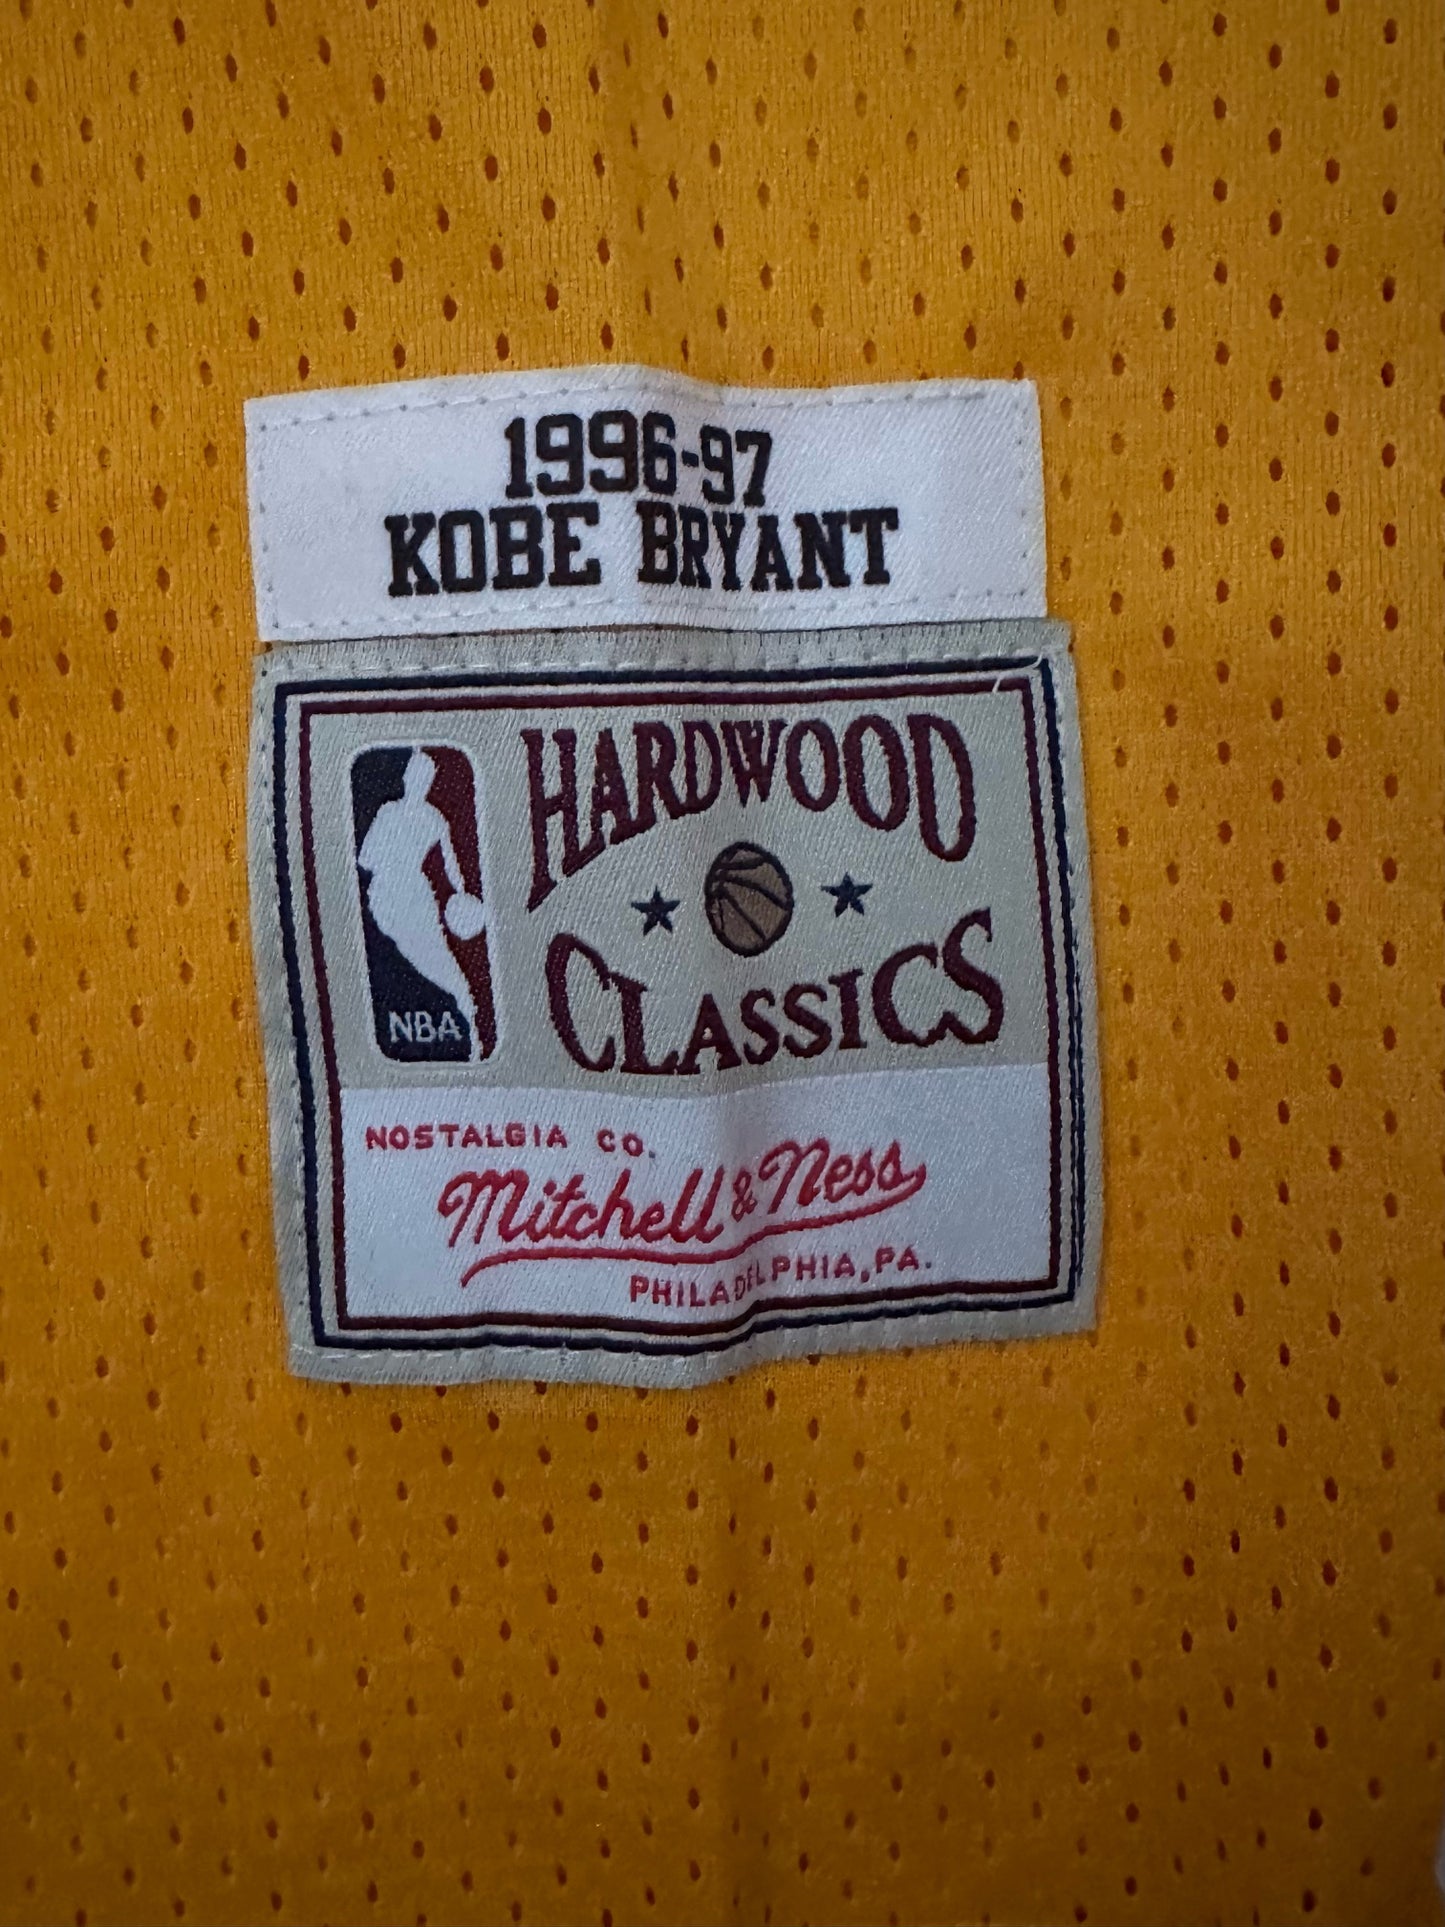 1996-97
KOBE BRYANT
HARDWOOD
CLASSICS
NBA
NOSTALGIA CO.
Mitchell & Ness
PHILADELPHIA, PA.